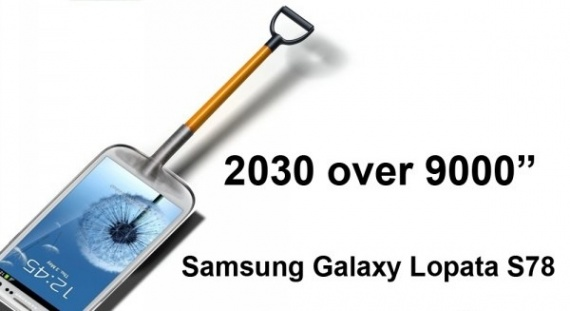 2030 over 9000”
Samsung Galaxy Lopata S78
12:45